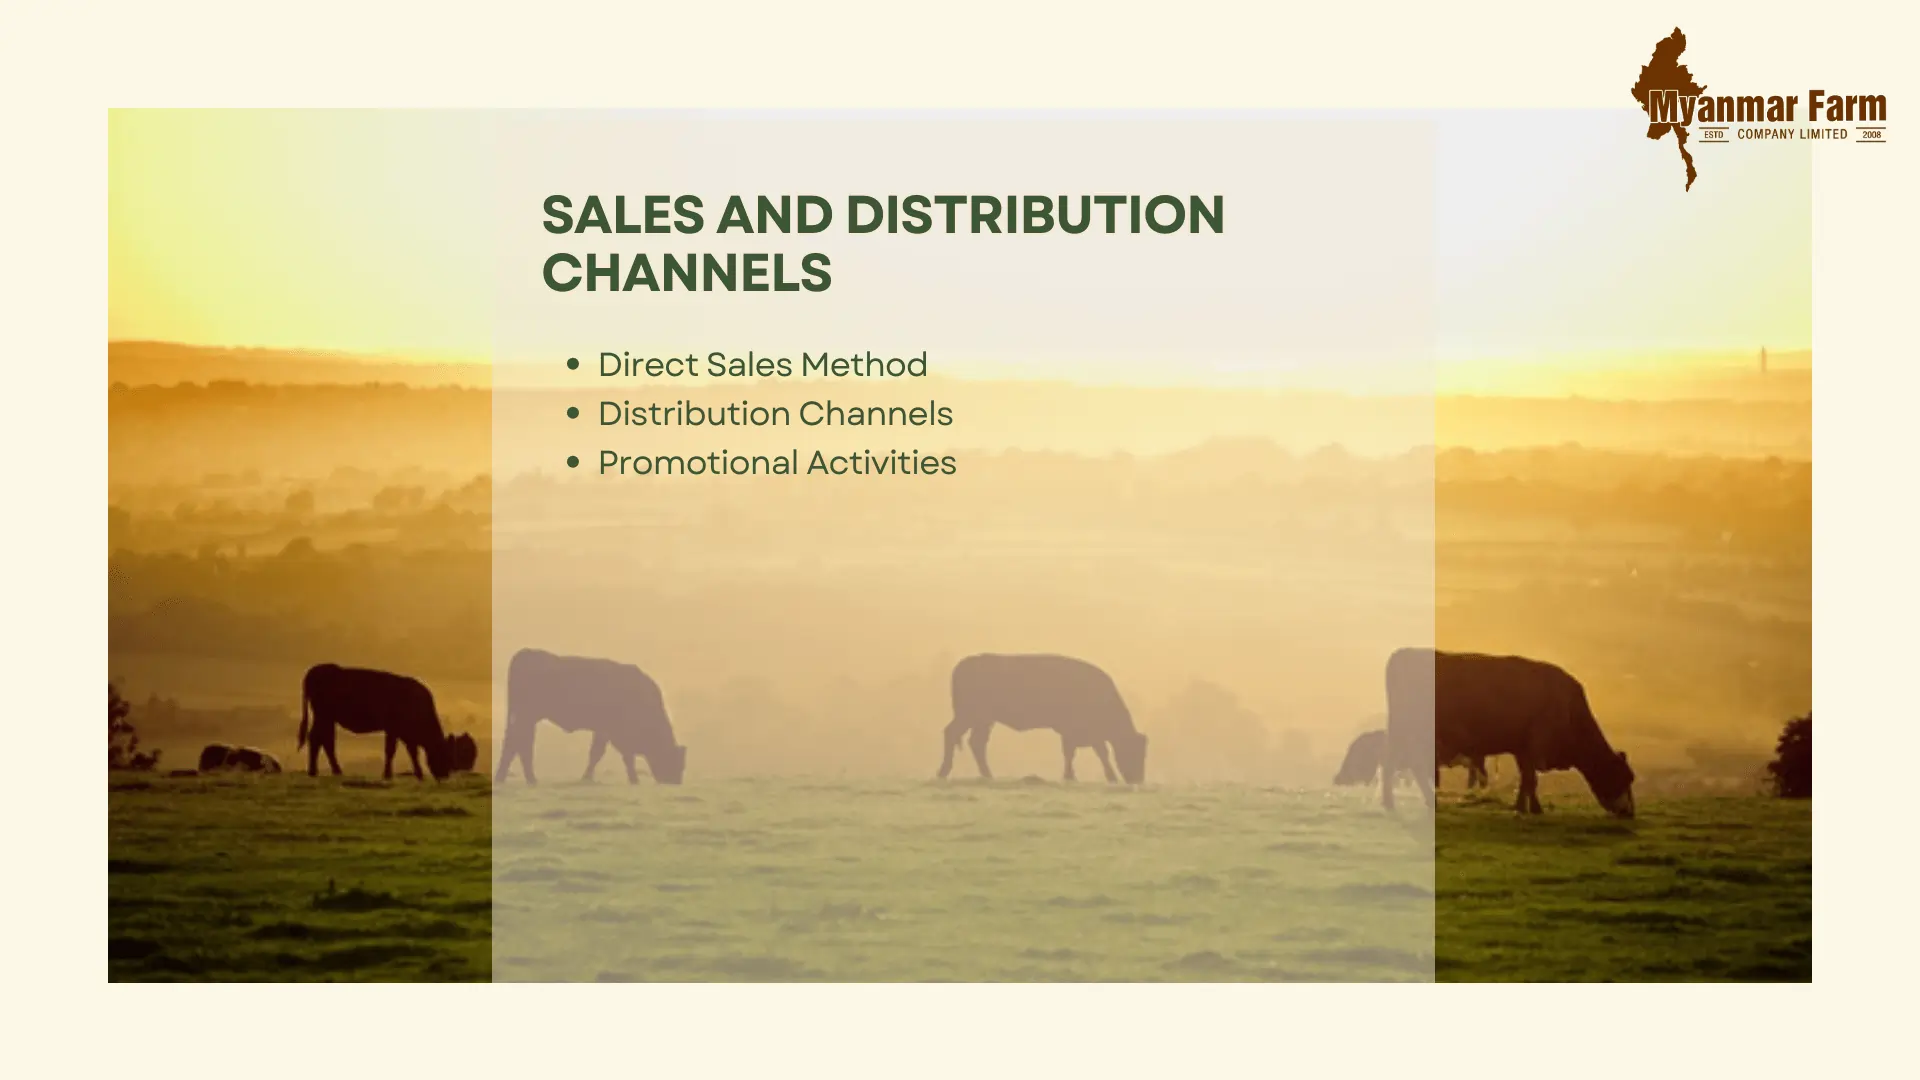 Myanmar Farm
ESTD COMPANY LIMITED 2008
SALES AND DISTRIBUTION
CHANNELS
• Direct Sales Method
• Distribution Channels
• Promotional Activities